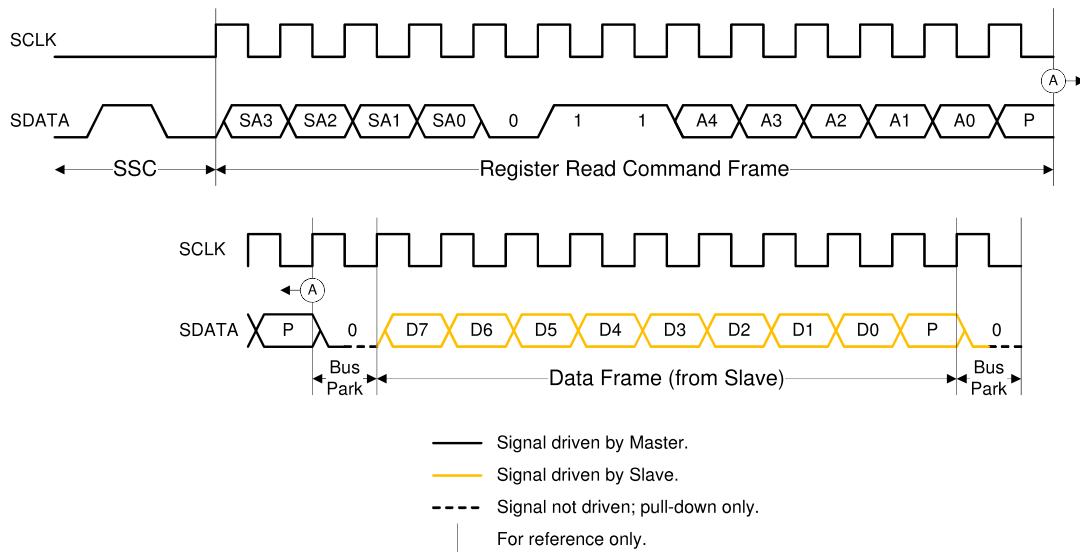 SCLK
A
SDATA SA3 SA2 SA1 SA0 0 1 1 A4 A3 A2 A1 A0 P
SSC Register Read Command Frame
SCLK
A
SDATA P 0 D7 D6 D5 D4 D3 D2 D1 D0 P 0
Bus Park Data Frame (from Slave) Bus Park
Signal driven by Master.
Signal driven by Slave.
Signal not driven; pull-down only.
For reference only.